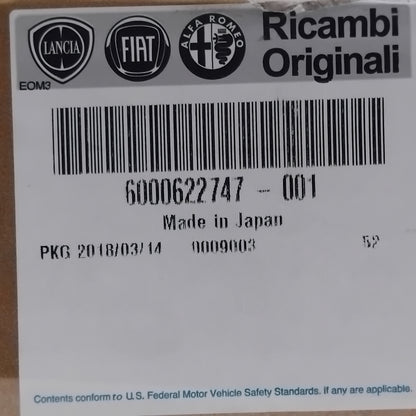 LANCIA FIAT ALFA ROMEO Ricambi
Originali
EOM3
6000622747 - 001
Made in Japan
PKG 2018/03/14 0009003 52
Contents conform to U.S. Federal Motor Vehicle Safety Standards. If any are applicable.